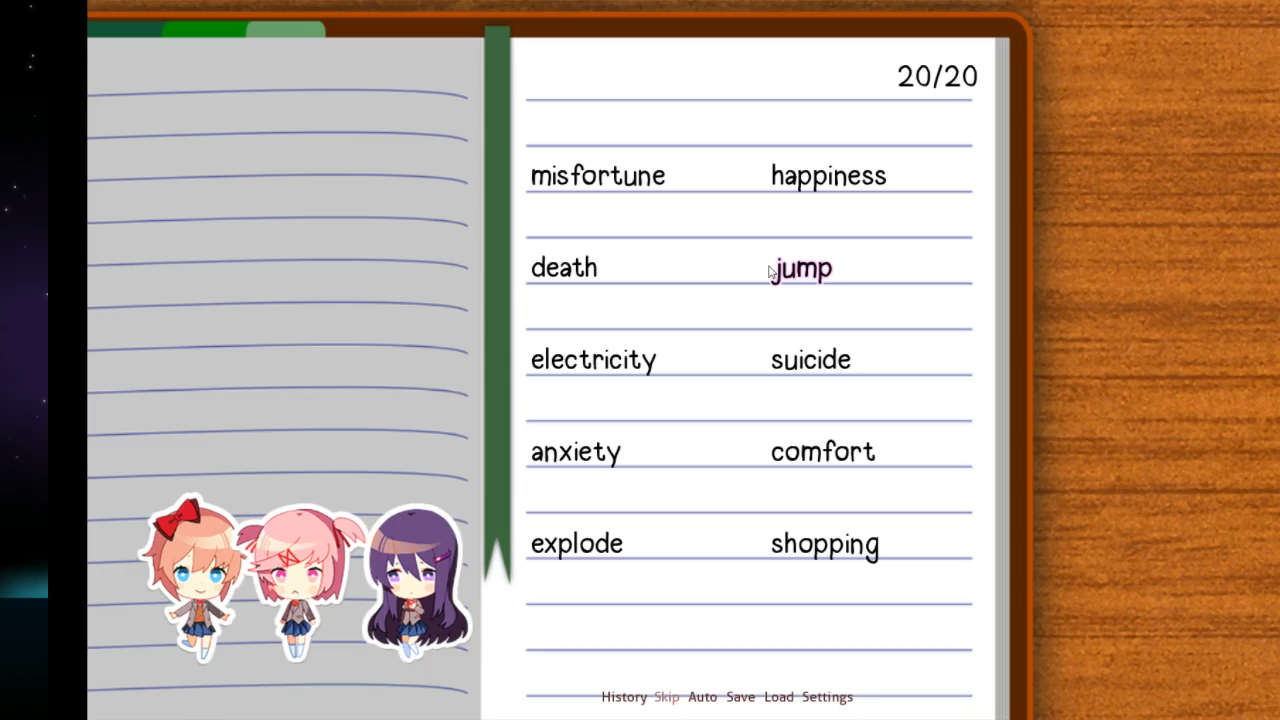 20/20
misfortune happiness
death jump
electricity suicide
anxiety comfort
explode shopping
History Skip Auto Save Load Settings